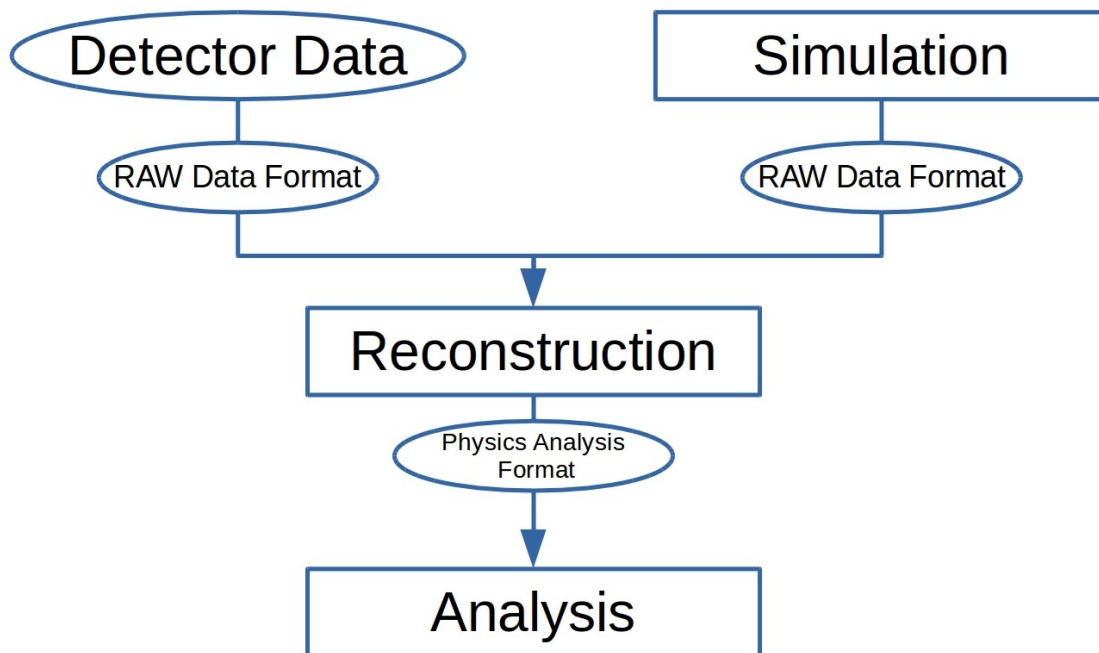 Detector Data
Simulation
RAW Data Format
RAW Data Format
Reconstruction
Physics Analysis
Format
Analysis